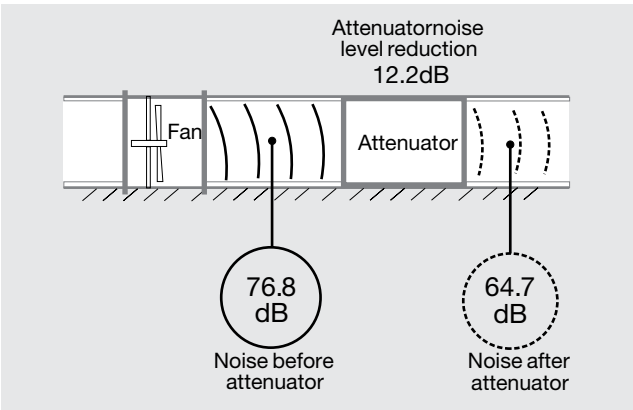 Attenuatornoise
level reduction
12.2dB
Fan
Attenuator
76.8
dB
64.7
dB
Noise before
attenuator
Noise after
attenuator